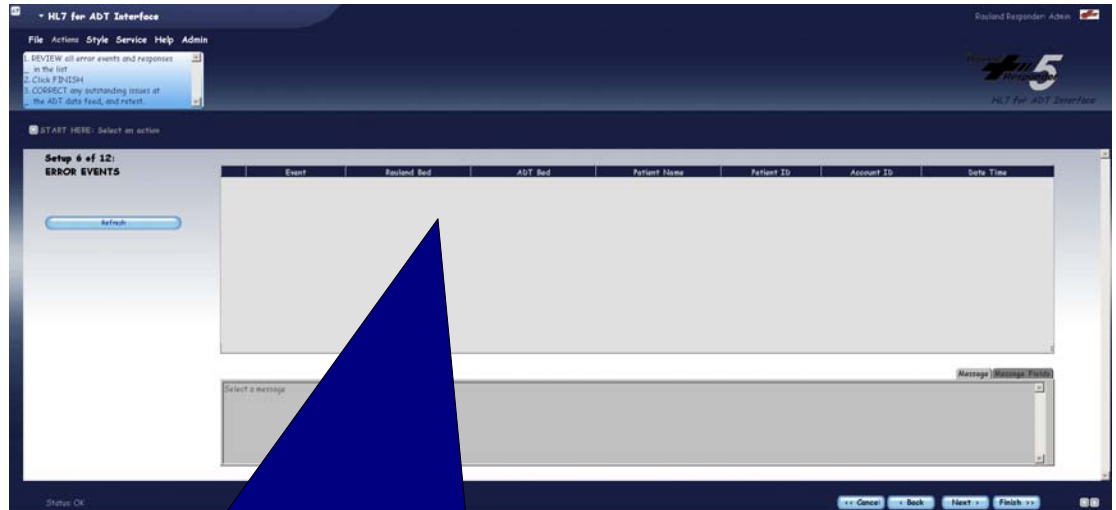 HL7 for ADT Interface
Rauland Responder: Admin
File Actions Style Service Help Admin
1. REVIEW all error events and responses
_ in the list
2. Click FINISH
3. CORRECT any outstanding issues at
_ the ADT data feed, and retest.
Responder 5
HL7 for ADT Interface
START HERE: Select an action
Setup 6 of 12:
ERROR EVENTS
Event Rauland Bed ADT Bed Patient Name Patient ID Account ID Date Time
Refresh
Message Message Fields
Select a message
Status: OK
<< Cancel < Back Next > Finish >>